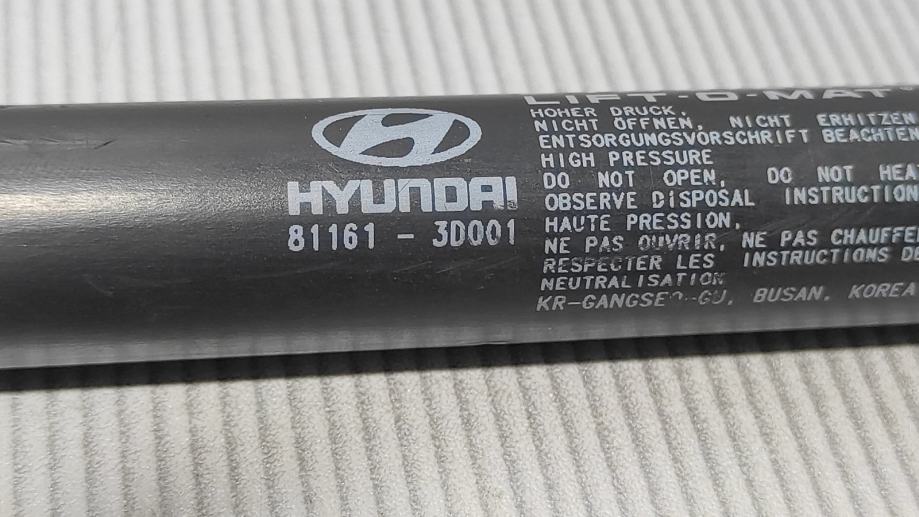 HYUNDAI
81161 - 3D001
LIFT-O-MAT
HOHER DRUCK,
NICHT ÖFFNEN, NICHT ERHITZEN
ENTSORGUNGSVORSCHRIFT BEACHTEN
HIGH PRESSURE
DO NOT OPEN, DO NOT HEA
OBSERVE DISPOSAL INSTRUCTION
HAUTE PRESSION,
NE PAS OUVRIR, NE PAS CHAUFFE
RESPECTER LES INSTRUCTIONS DE
NEUTRALISATION
KR-GANGSEO-GU, BUSAN, KOREA